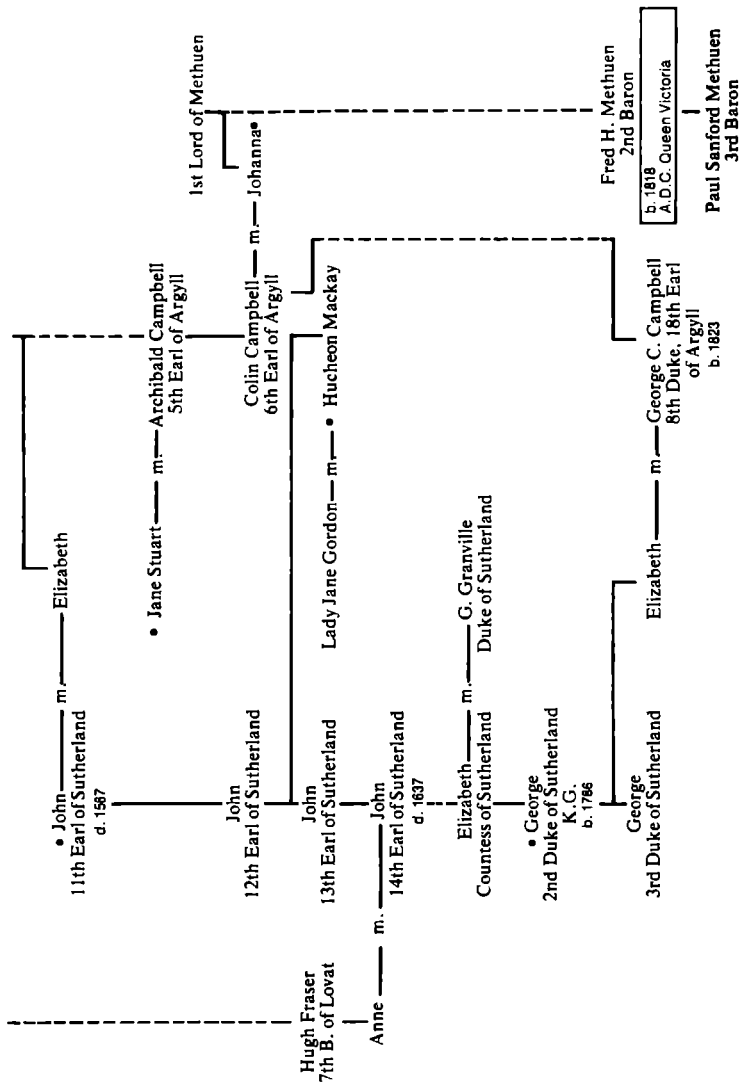 1st Lord of Methuen
Elizabeth m. • John
11th Earl of Sutherland
d. 1567
• Jane Stuart — m. — Archibald Campbell
5th Earl of Argyll
Colin Campbell — m. — Johanna•
6th Earl of Argyll
John
12th Earl of Sutherland
Lady Jane Gordon — m. — • Hucheon Mackay
John
13th Earl of Sutherland
Hugh Fraser
7th B. of Lovat
Anne — m. — John
14th Earl of Sutherland
d. 1637
Elizabeth — m. — G. Granville
Countess of Sutherland
Duke of Sutherland
• George
2nd Duke of Sutherland
K.G.
b. 1786
George
3rd Duke of Sutherland
Elizabeth — m. — George C. Campbell
8th Duke, 18th Earl
of Argyll
b. 1823
Fred H. Methuen
2nd Baron
b. 1818
A.D.C. Queen Victoria
Paul Sanford Methuen
3rd Baron